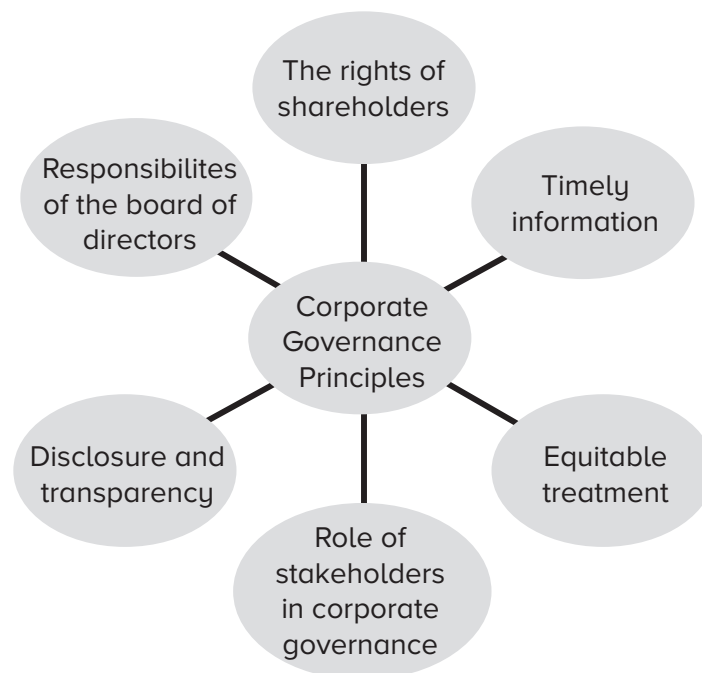 The rights of
shareholders
Responsibilites
of the board of
directors
Timely
information
Corporate
Governance
Principles
Disclosure and
transparency
Equitable
treatment
Role of
stakeholders
in corporate
governance